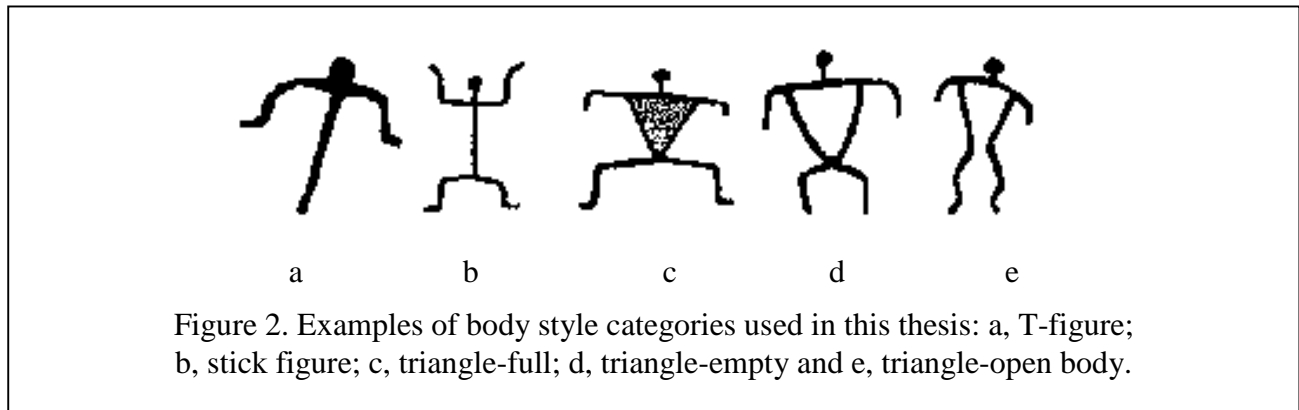 a b c d e
Figure 2. Examples of body style categories used in this thesis: a, T-figure;
b, stick figure; c, triangle-full; d, triangle-empty and e, triangle-open body.